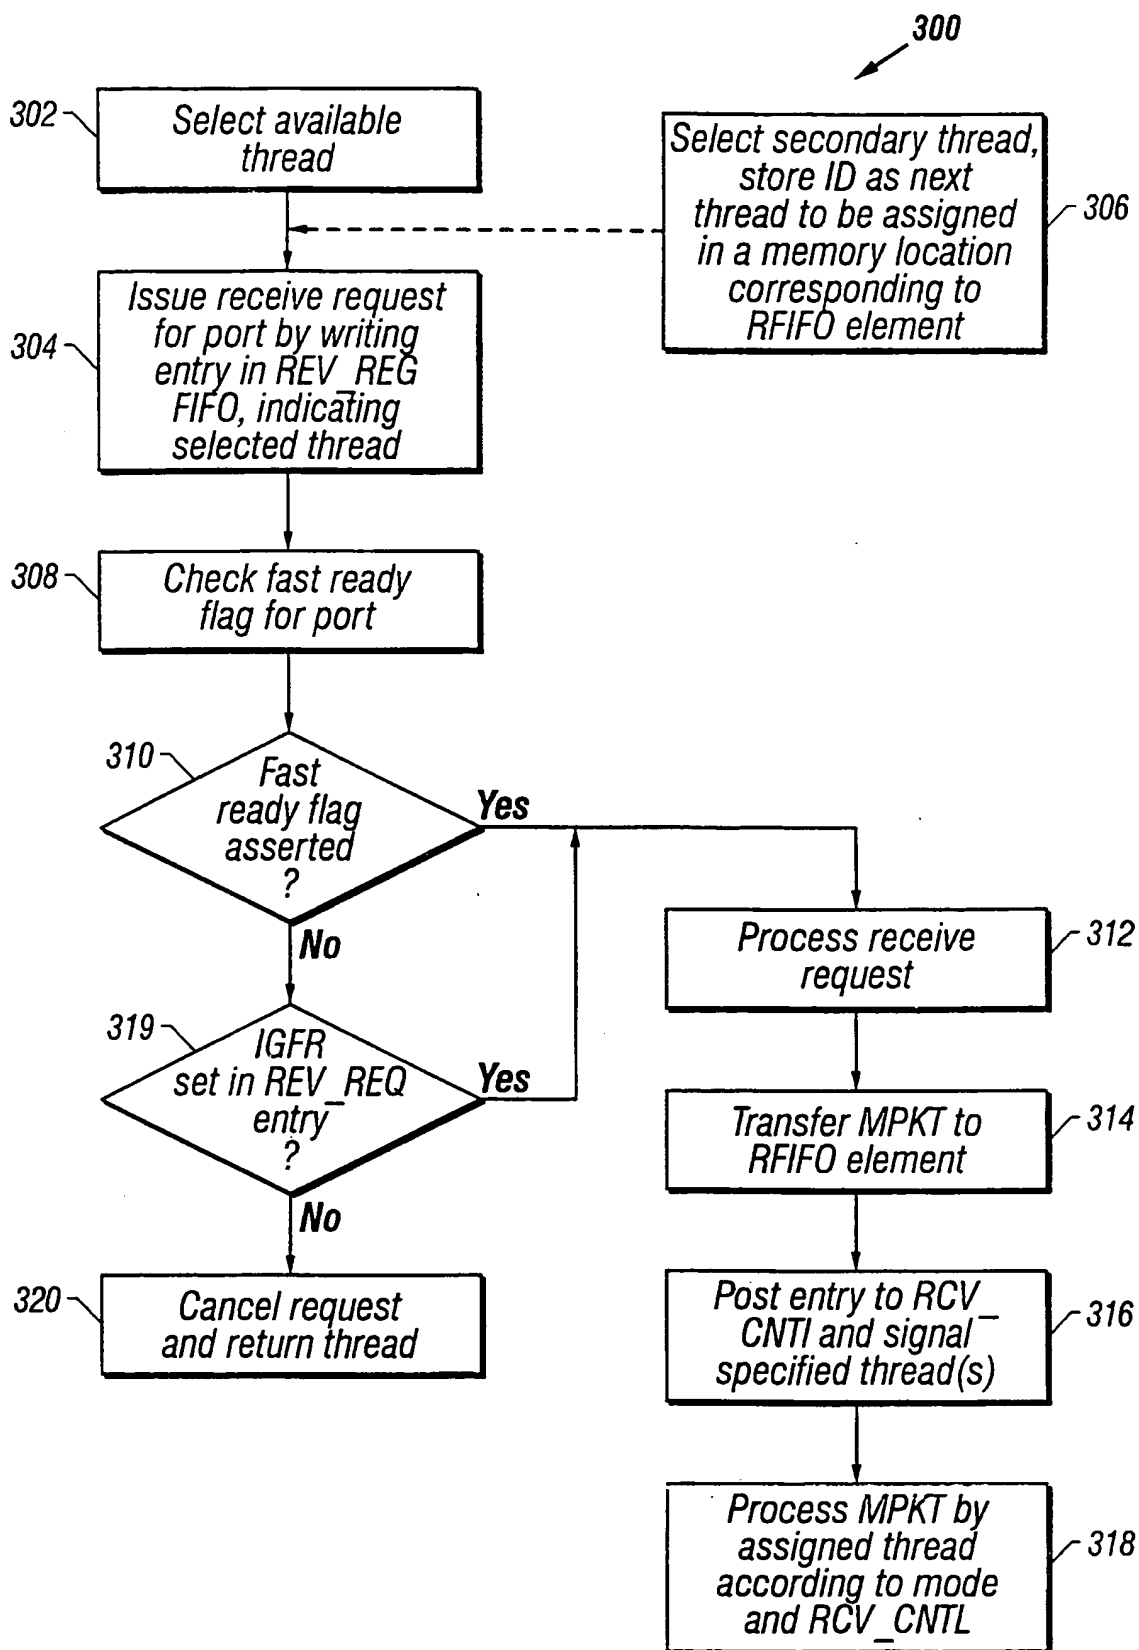 300
302
Select available
thread
Select secondary thread,
store ID as next
thread to be assigned
in a memory location
corresponding to
RFIFO element
306
304
Issue receive request
for port by writing
entry in REV_REG
FIFO, indicating
selected thread
308
Check fast ready
flag for port
310
Fast
ready flag
asserted
?
Yes
No
312
Process receive
request
319
IGFR
set in REV_REQ
entry
?
Yes
No
314
Transfer MPKT to
RFIFO element
320
Cancel request
and return thread
316
Post entry to RCV_
CNTl and signal
specified thread(s)
318
Process MPKT by
assigned thread
according to mode
and RCV_CNTL